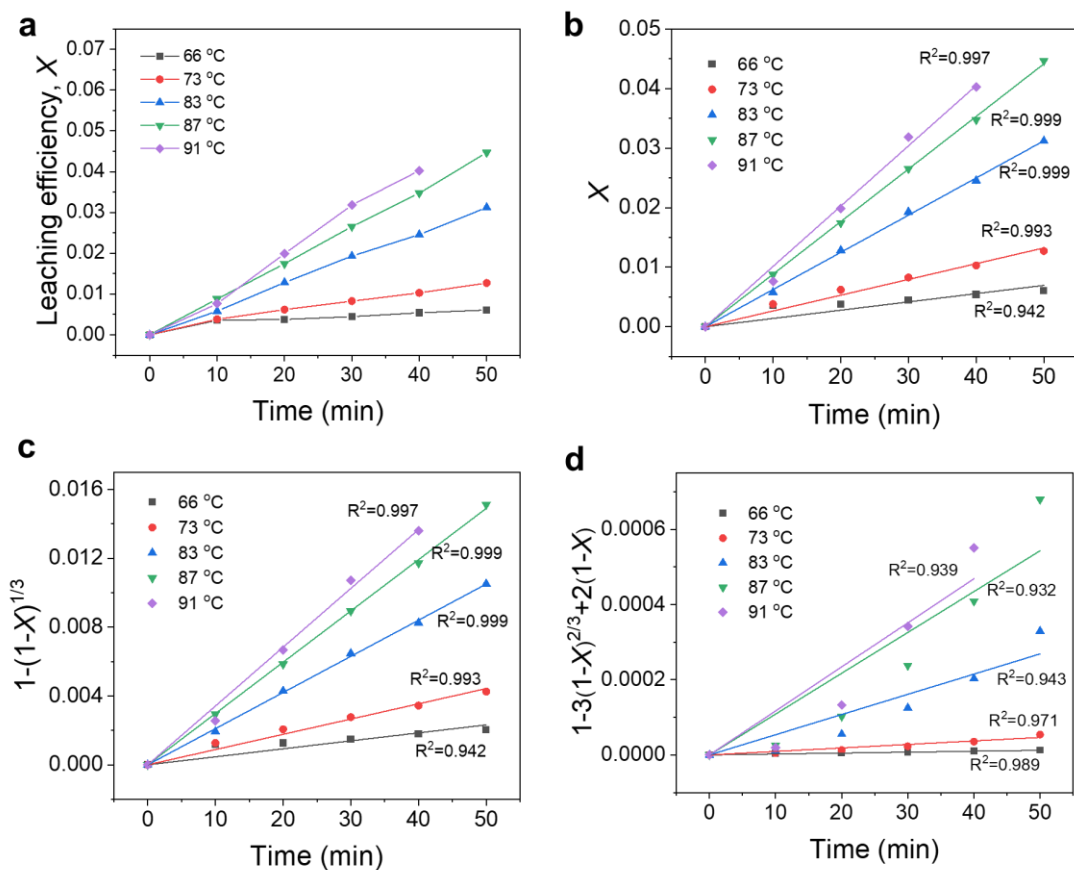 a
Leaching efficiency, X
0.07
0.06
0.05
0.04
0.03
0.02
0.01
0.00
66 °C
73 °C
83 °C
87 °C
91 °C
0 10 20 30 40 50
Time (min)
b
X
0.05
0.04
0.03
0.02
0.01
0.00
66 °C
73 °C
83 °C
87 °C
91 °C
R²=0.997
R²=0.999
R²=0.999
R²=0.993
R²=0.942
0 10 20 30 40 50
Time (min)
c
1-(1-X)^1/3
0.016
0.012
0.008
0.004
0.000
66 °C
73 °C
83 °C
87 °C
91 °C
R²=0.997
R²=0.999
R²=0.999
R²=0.993
R²=0.942
0 10 20 30 40 50
Time (min)
d
1-3(1-X)^2/3+2(1-X)
0.0006
0.0004
0.0002
0.0000
66 °C
73 °C
83 °C
87 °C
91 °C
R²=0.939
R²=0.932
R²=0.943
R²=0.971
R²=0.989
0 10 20 30 40 50
Time (min)